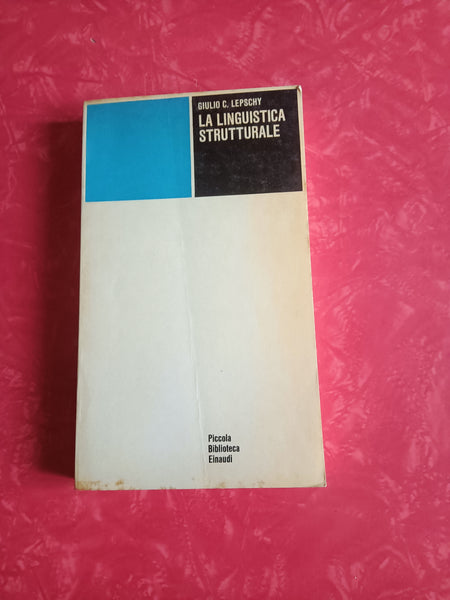 GIULIO C. LEPSCHY
LA LINGUISTICA
STRUTTURALE
Piccola
Biblioteca
Einaudi